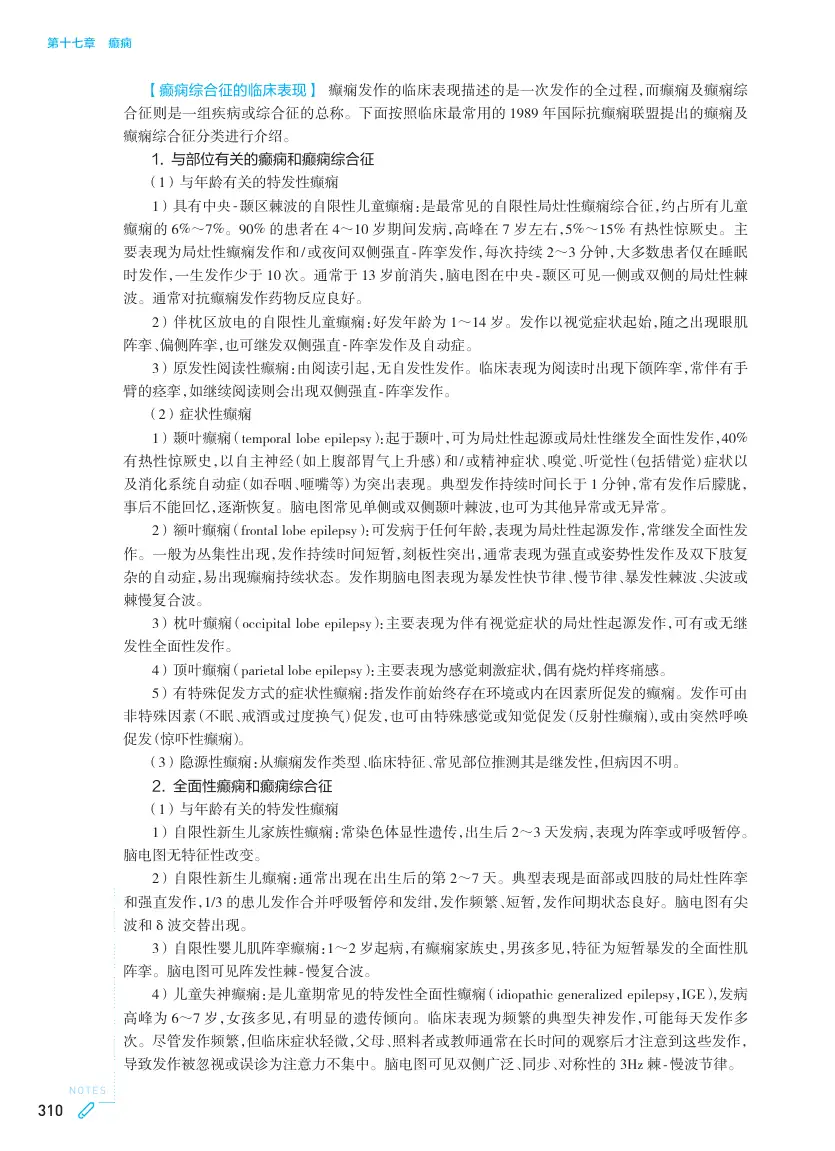 第十七章 癫痫
【癫痫综合征的临床表现】 癫痫发作的临床表现描述的是一次发作的全过程,而癫痫及癫痫综
合征则是一组疾病或综合征的总称。下面按照临床最常用的 1989 年国际抗癫痫联盟提出的癫痫及
癫痫综合征分类进行介绍。
1. 与部位有关的癫痫和癫痫综合征
(1)与年龄有关的特发性癫痫
1)具有中央-颞区棘波的自限性儿童癫痫:是最常见的自限性局灶性癫痫综合征,约占所有儿童
癫痫的 6%~7%。90% 的患者在 4~10 岁期间发病,高峰在 7 岁左右,5%~15% 有热性惊厥史。主
要表现为局灶性癫痫发作和/或夜间双侧强直-阵挛发作,每次持续 2~3 分钟,大多数患者仅在睡眠
时发作,一生发作少于 10 次。通常于 13 岁前消失,脑电图在中央-颞区可见一侧或双侧的局灶性棘
波。通常对抗癫痫发作药物反应良好。
2)伴枕区放电的自限性儿童癫痫:好发年龄为 1~14 岁。发作以视觉症状起始,随之出现眼肌
阵挛、偏侧阵挛,也可继发双侧强直-阵挛发作及自动症。
3)原发性阅读性癫痫:由阅读引起,无自发性发作。临床表现为阅读时出现下颌阵挛,常伴有手
臂的痉挛,如继续阅读则会出现双侧强直-阵挛发作。
(2)症状性癫痫
1)颞叶癫痫(temporal lobe epilepsy):起于颞叶,可为局灶性起源或局灶性继发全面性发作,40%
有热性惊厥史,以自主神经(如上腹部胃气上升感)和/或精神症状、嗅觉、听觉性(包括错觉)症状以
及消化系统自动症(如吞咽、咂嘴等)为突出表现。典型发作持续时间长于 1 分钟,常有发作后朦胧,
事后不能回忆,逐渐恢复。脑电图常见单侧或双侧颞叶棘波,也可为其他异常或无异常。
2)额叶癫痫(frontal lobe epilepsy):可发病于任何年龄,表现为局灶性起源发作,常继发全面性发
作。一般为丛集性出现,发作持续时间短暂,刻板性突出,通常表现为强直或姿势性发作及双下肢复
杂的自动症,易出现癫痫持续状态。发作期脑电图表现为暴发性快节律、慢节律、暴发性棘波、尖波或
棘慢复合波。
3)枕叶癫痫(occipital lobe epilepsy):主要表现为伴有视觉症状的局灶性起源发作,可有或无继
发性全面性发作。
4)顶叶癫痫(parietal lobe epilepsy):主要表现为感觉刺激症状,偶有烧灼样疼痛感。
5)有特殊促发方式的症状性癫痫:指发作前始终存在环境或内在因素所促发的癫痫。发作可由
非特殊因素(不眠、戒酒或过度换气)促发,也可由特殊感觉或知觉促发(反射性癫痫),或由突然呼唤
促发(惊吓性癫痫)。
(3)隐源性癫痫:从癫痫发作类型、临床特征、常见部位推测其是继发性,但病因不明。
2. 全面性癫痫和癫痫综合征
(1)与年龄有关的特发性癫痫
1)自限性新生儿家族性癫痫:常染色体显性遗传,出生后 2~3 天发病,表现为阵挛或呼吸暂停。
脑电图无特征性改变。
2)自限性新生儿癫痫:通常出现在出生后的第 2~7 天。典型表现是面部或四肢的局灶性阵挛
和强直发作,1/3 的患儿发作合并呼吸暂停和发绀,发作频繁、短暂,发作间期状态良好。脑电图有尖
波和 δ 波交替出现。
3)自限性婴儿肌阵挛癫痫:1~2 岁起病,有癫痫家族史,男孩多见,特征为短暂暴发的全面性肌
阵挛。脑电图可见阵发性棘-慢复合波。
4)儿童失神癫痫:是儿童期常见的特发性全面性癫痫(idiopathic generalized epilepsy,IGE),发病
高峰为 6~7 岁,女孩多见,有明显的遗传倾向。临床表现为频繁的典型失神发作,可能每天发作多
次。尽管发作频繁,但临床症状轻微,父母、照料者或教师通常在长时间的观察后才注意到这些发作,
导致发作被忽视或误诊为注意力不集中。脑电图可见双侧广泛、同步、对称性的 3Hz 棘-慢波节律。
NOTES
310